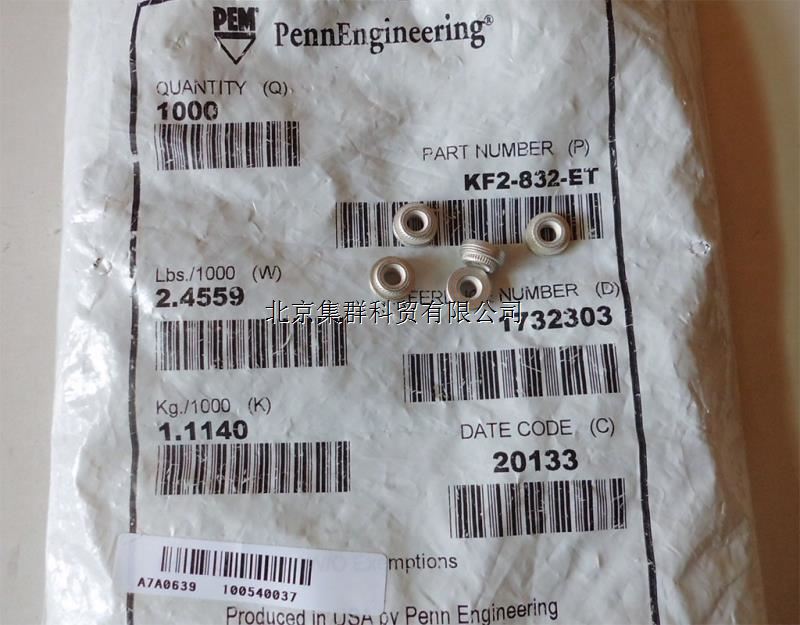 PEM® PennEngineering®
QUANTITY (Q)
1000
PART NUMBER (P)
KF2-832-ET
Lbs./1000 (W)
2.4559
NUMBER (D)
1732303
北京集群科贸有限公司
Kg./1000 (K)
1.1140
DATE CODE (C)
20133
A7A0639 100540037
Produced in USA by Penn Engineering